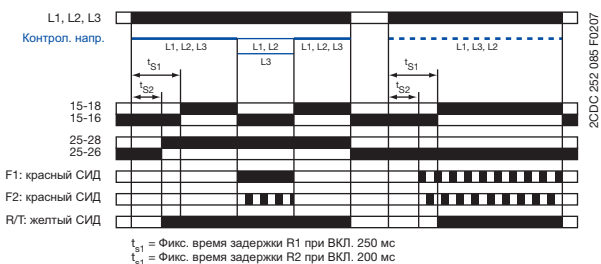 L1, L2, L3
Контрол. напр.
L1, L2, L3
L1, L2
L3
L1, L2, L3
L1, L3, L2
tS1
tS2
tS1
tS2
15-18
15-16
25-28
25-26
F1: красный СИД
F2: красный СИД
R/T: желтый СИД
ts1 = Фикс. время задержки R1 при ВКЛ. 250 мс
ts1 = Фикс. время задержки R2 при ВКЛ. 200 мс
2CDC 252 085 F0207